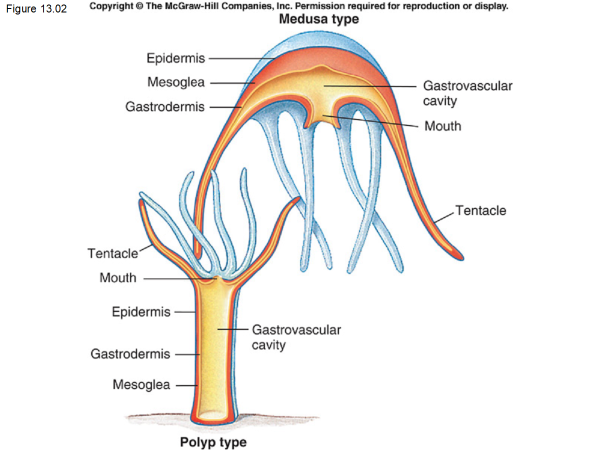 Figure 13.02
Copyright © The McGraw-Hill Companies, Inc. Permission required for reproduction or display.
Medusa type
Epidermis
Mesoglea
Gastrodermis
Gastrovascular
cavity
Mouth
Tentacle
Tentacle
Mouth
Epidermis
Gastrodermis
Mesoglea
Gastrovascular
cavity
Polyp type